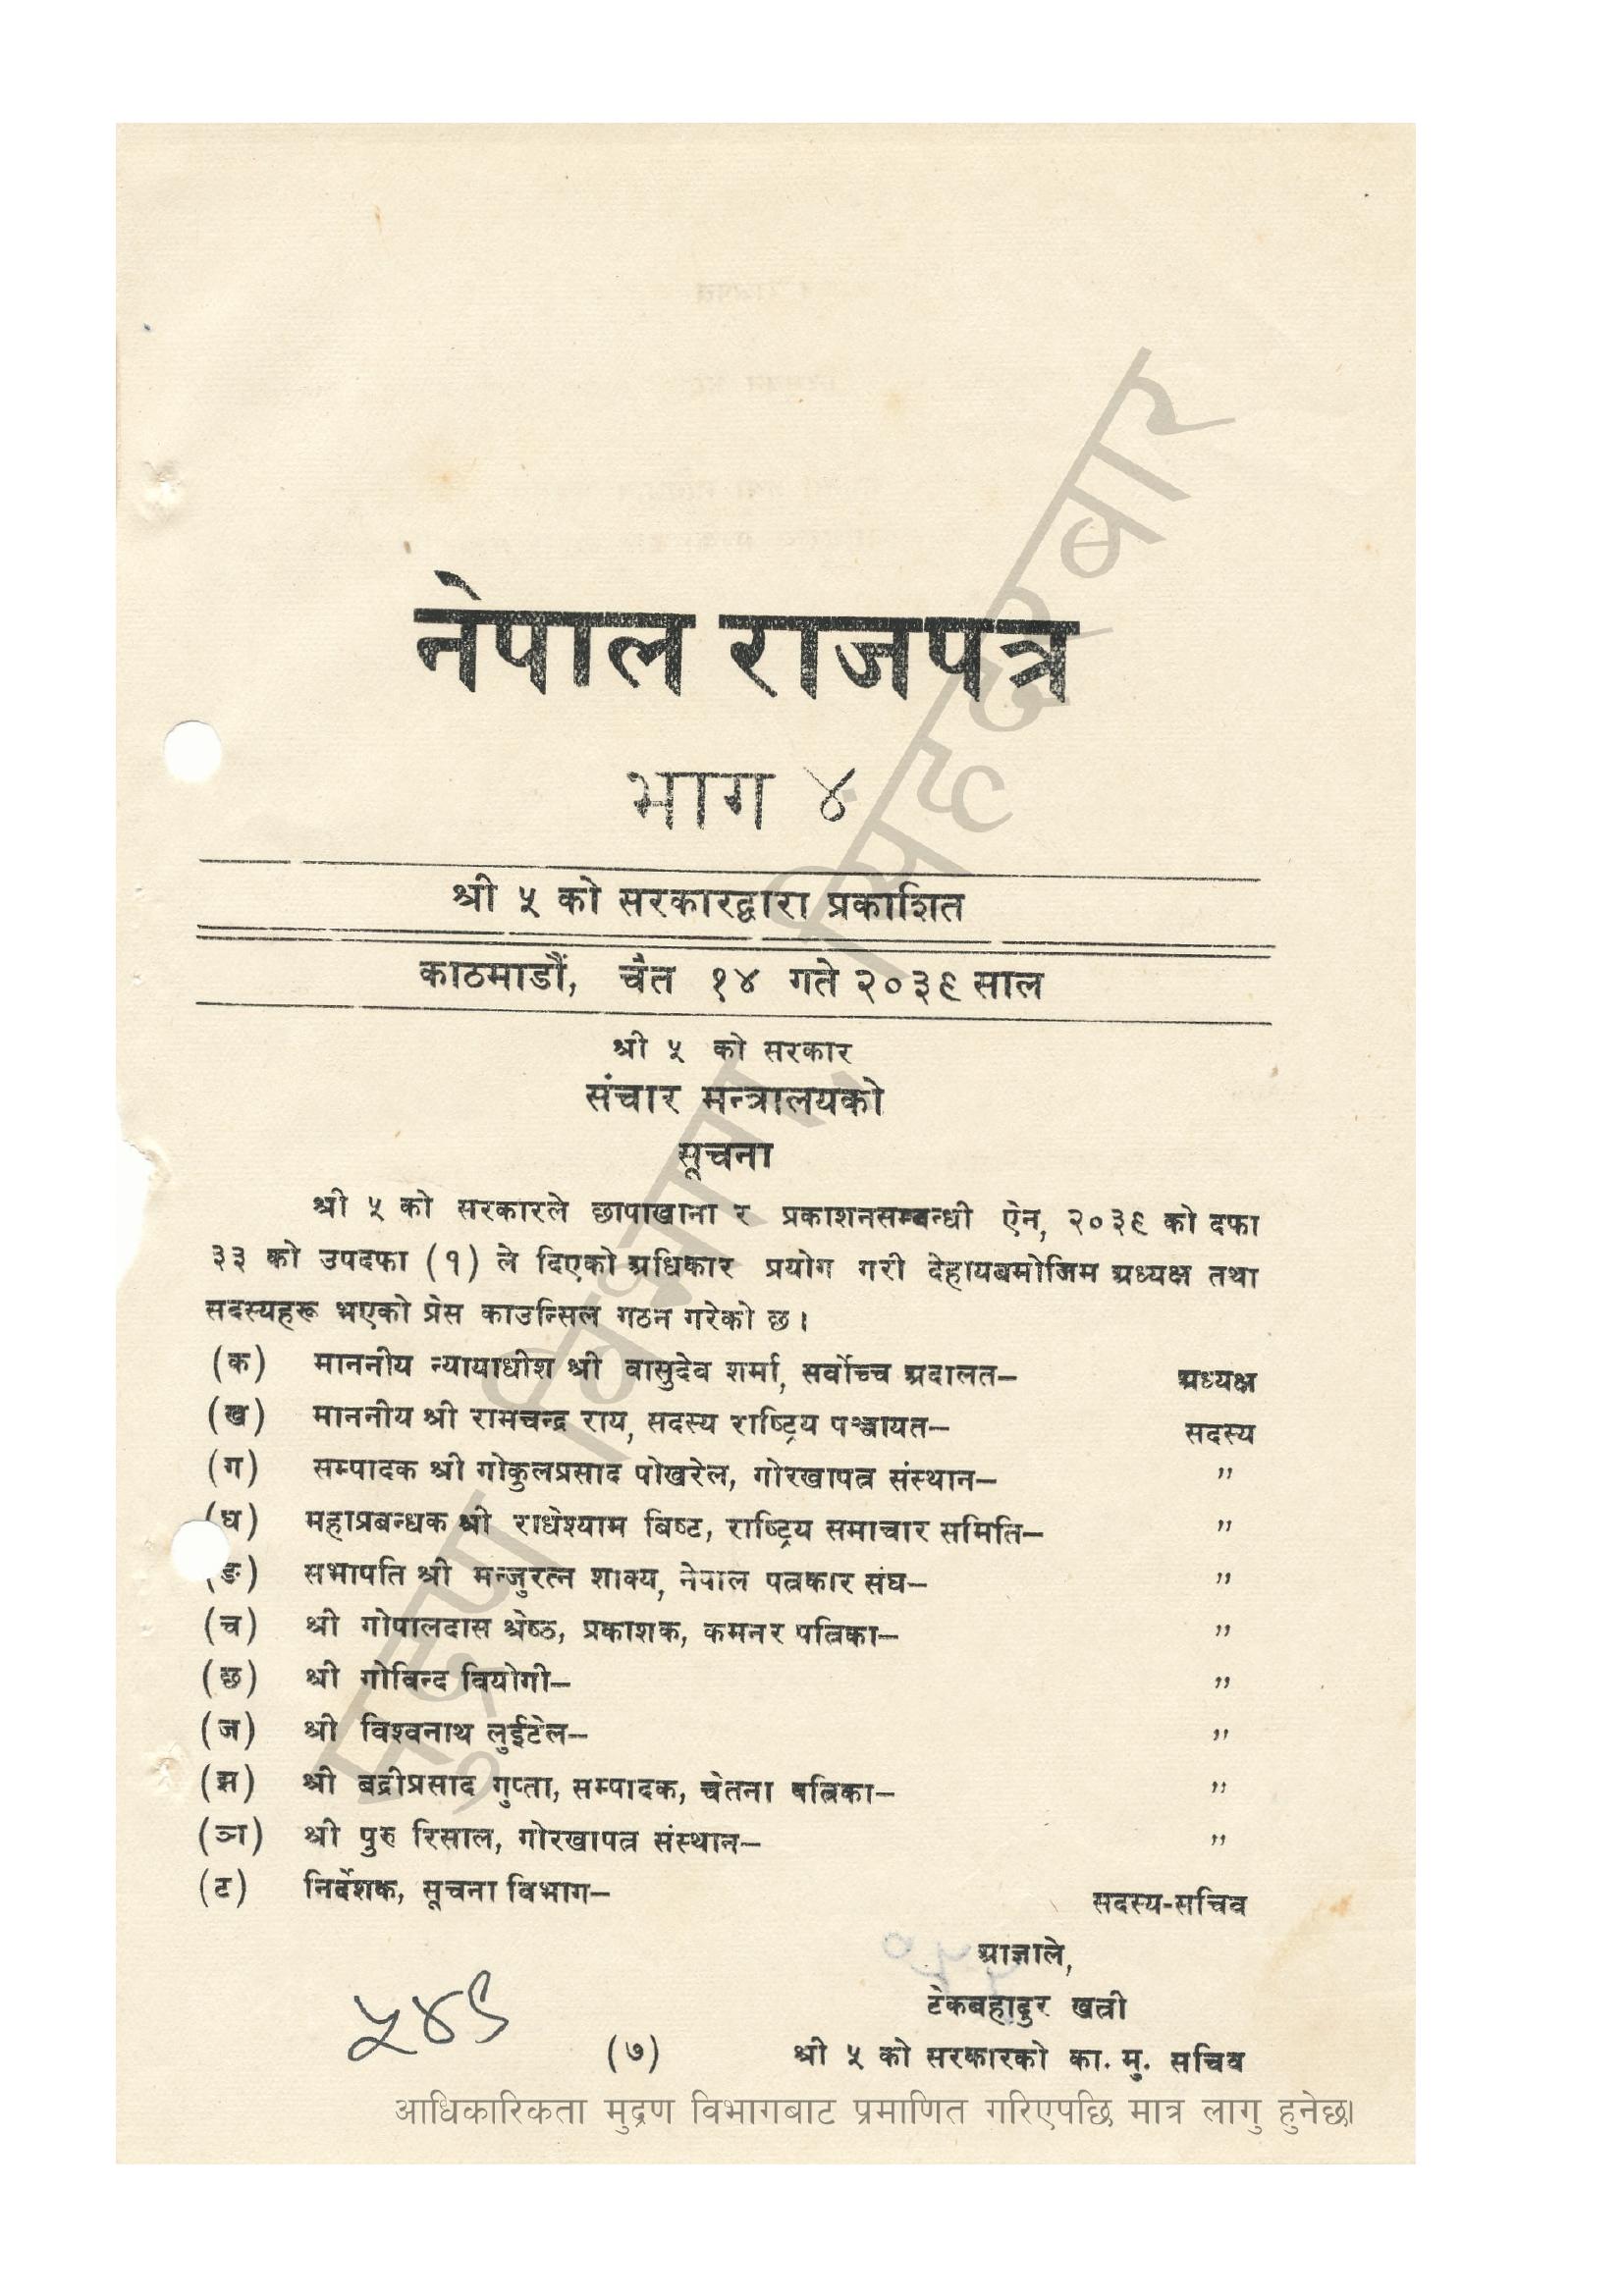 नेपाल राजपत्र
भाग ४
श्री ५ को सरकारद्वारा प्रकाशित
काठमाडौं, चैत १४ गते २०३९ साल
श्री ५ को सरकार
संचार मन्त्रालयको
सूचना
श्री ५ को सरकारले छापाखाना र प्रकाशनसम्बन्धी ऐन, २०३९ को दफा
३३ को उपदफा (१) ले दिएको अधिकार प्रयोग गरी देहायबमोजिम अध्यक्ष तथा
सदस्यहरू भएको प्रेस काउन्सिल गठन गरेको छ।
(क) माननीय न्यायाधीश श्री वासुदेव शर्मा, सर्वोच्च अदालत– अध्यक्ष
(ख) माननीय श्री रामचन्द्र राय, सदस्य राष्ट्रिय पञ्चायत– सदस्य
(ग) सम्पादक श्री गोकुलप्रसाद पोखरेल, गोरखापत्र संस्थान– ,,
(घ) महाप्रबन्धक श्री राधेश्याम बिष्ट, राष्ट्रिय समाचार समिति– ,,
(ङ) सभापति श्री मन्जुरत्न शाक्य, नेपाल पत्रकार संघ– ,,
(च) श्री गोपालदास श्रेष्ठ, प्रकाशक, कमनर पत्रिका– ,,
(छ) श्री गोविन्द वियोगी– ,,
(ज) श्री विश्वनाथ लुईटेल– ,,
(झ) श्री बद्रीप्रसाद गुप्ता, सम्पादक, चेतना पत्रिका– ,,
(ञ) श्री पुरु रिसाल, गोरखापत्र संस्थान– ,,
(ट) निर्देशक, सूचना विभाग– सदस्य-सचिव
आज्ञाले,
टेकबहादुर खत्री
५४९
(७) श्री ५ को सरकारको का. मु. सचिव
आधिकारिकता मुद्रण विभागबाट प्रमाणित गरिएपछि मात्र लागु हुनेछ।
मुद्रण विभाग, सिंहदरबार